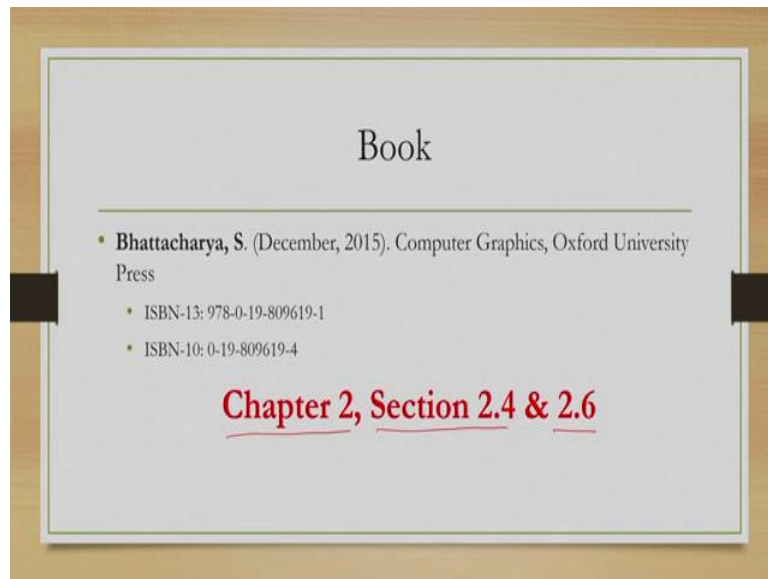 Book
• Bhattacharya, S. (December, 2015). Computer Graphics, Oxford University
Press
• ISBN-13: 978-0-19-809619-1
• ISBN-10: 0-19-809619-4
Chapter 2, Section 2.4 & 2.6